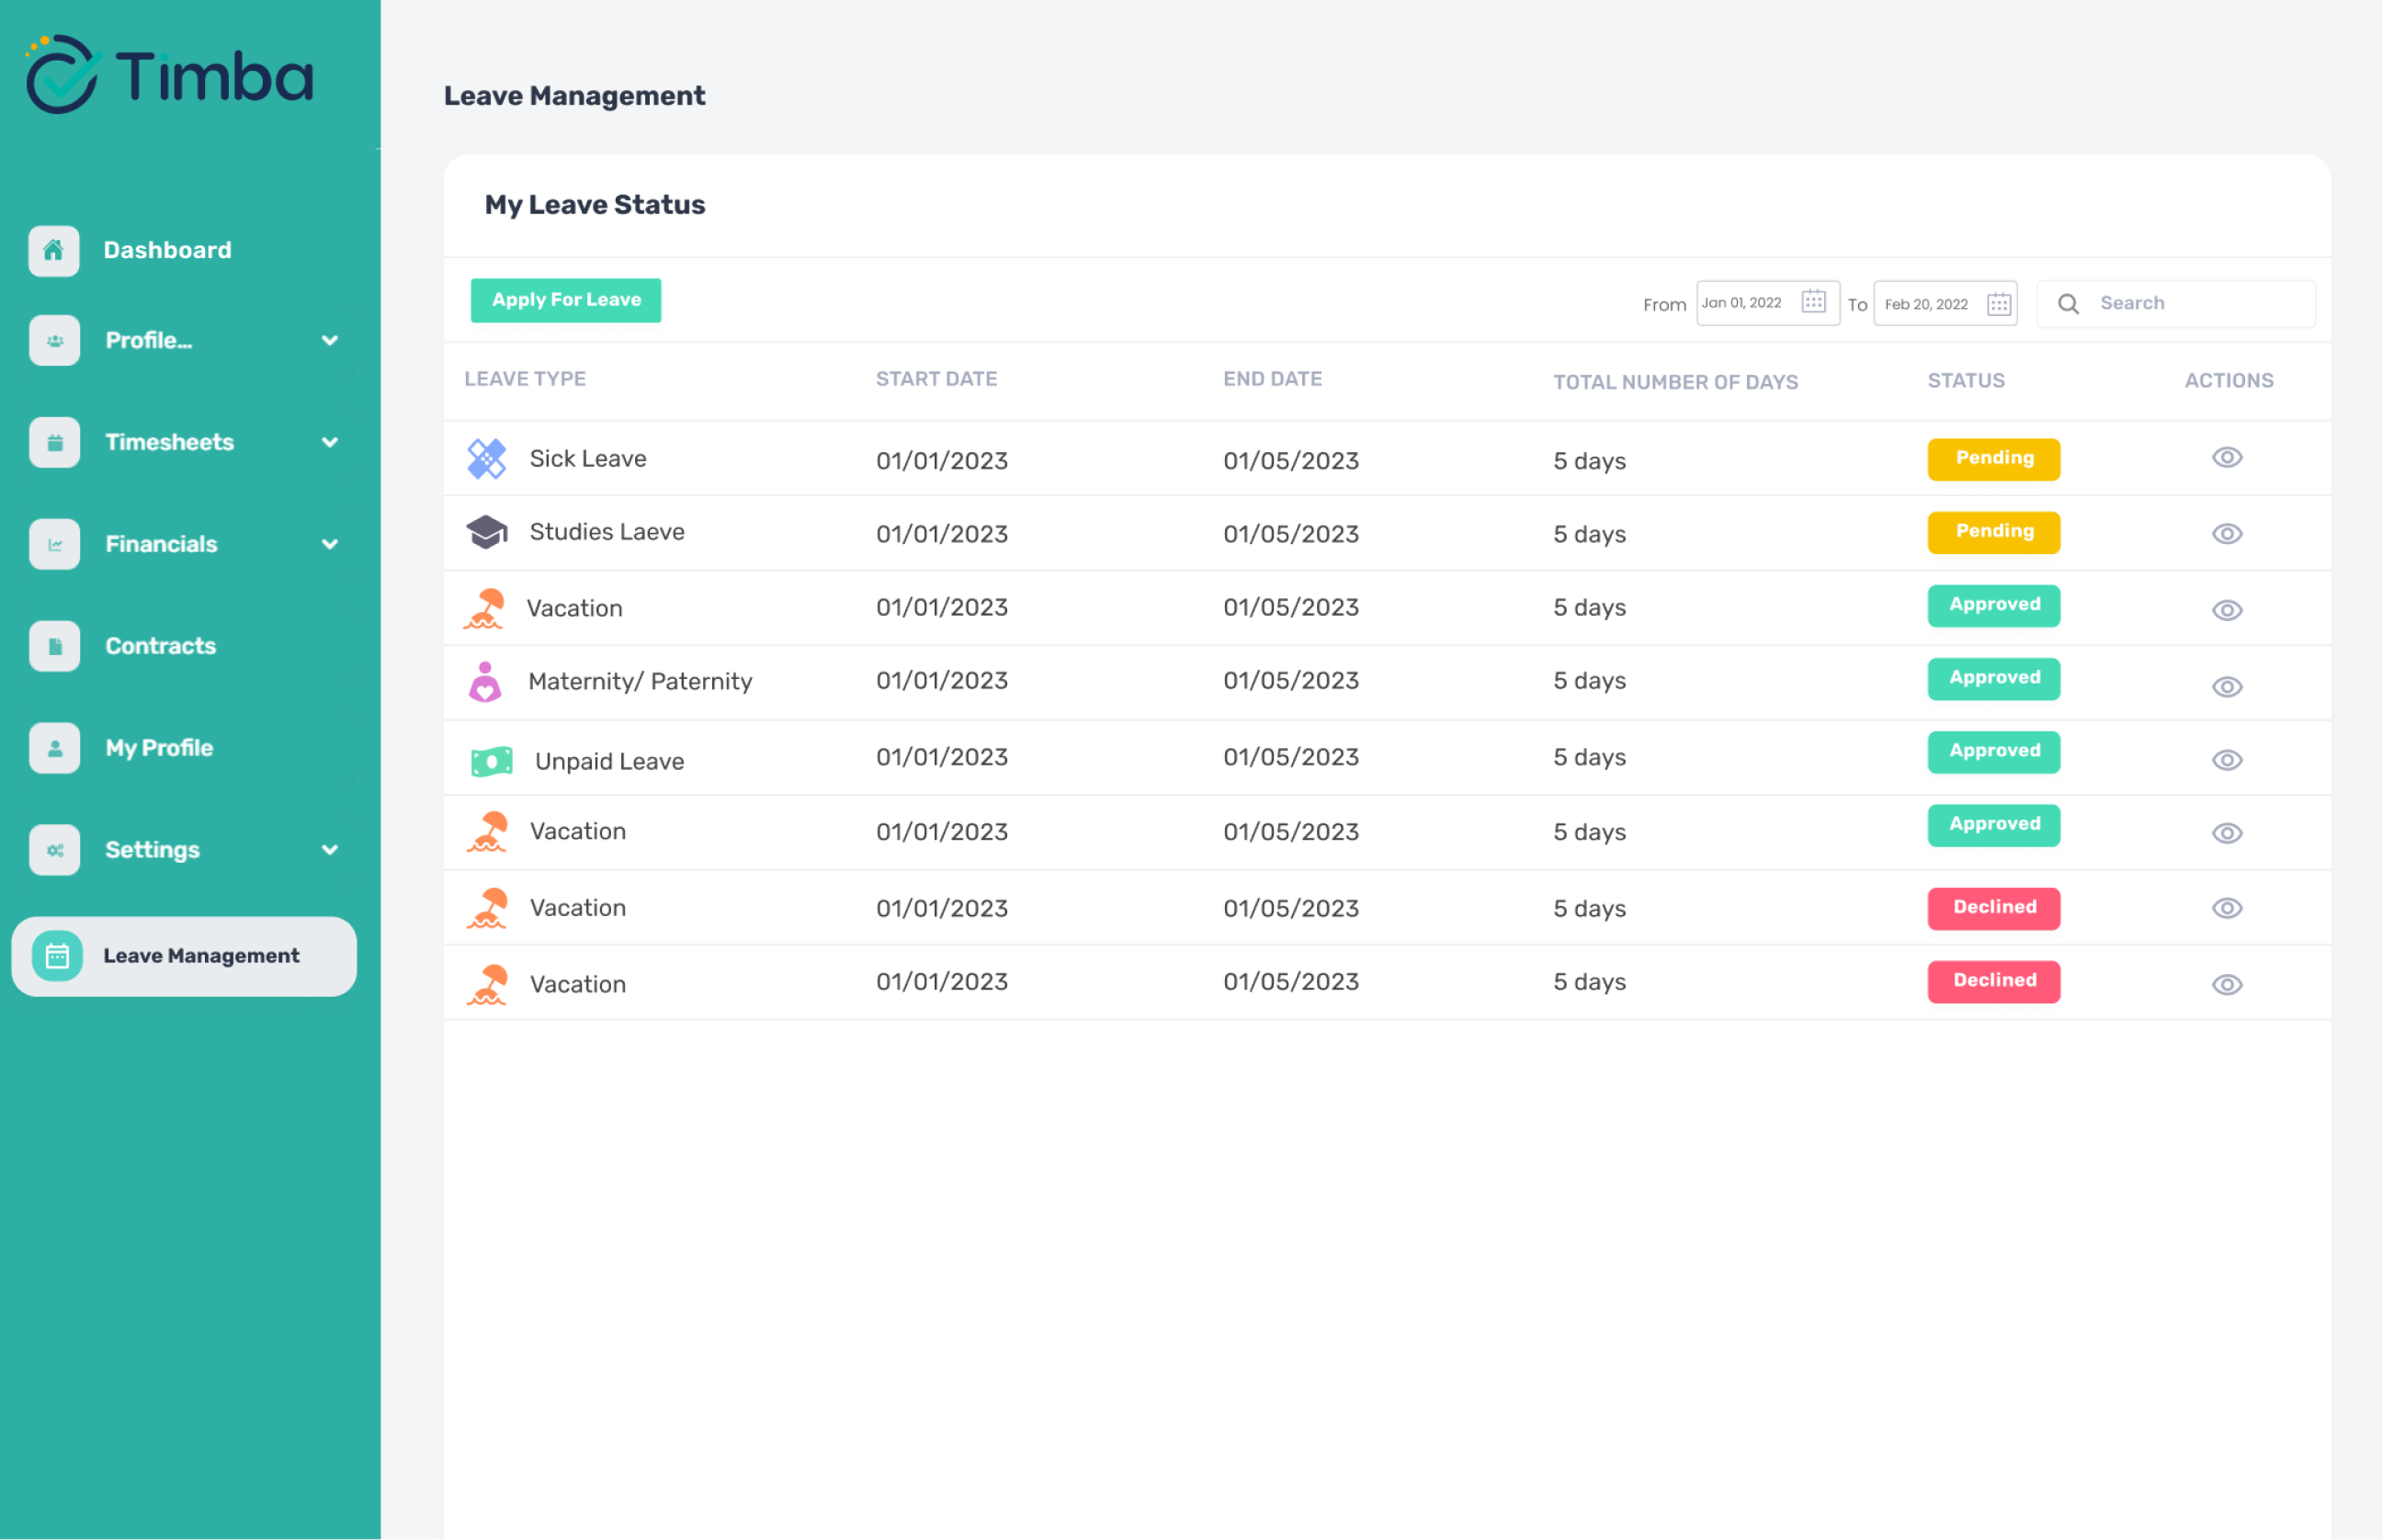 Timba
Leave Management
My Leave Status
Dashboard
Profile...
Timesheets
Financials
Contracts
My Profile
Settings
Leave Management
Apply For Leave
From Jan 01, 2022 To Feb 20, 2022 Search
LEAVE TYPE START DATE END DATE TOTAL NUMBER OF DAYS STATUS ACTIONS
Sick Leave 01/01/2023 01/05/2023 5 days Pending
Studies Laeve 01/01/2023 01/05/2023 5 days Pending
Vacation 01/01/2023 01/05/2023 5 days Approved
Maternity/ Paternity 01/01/2023 01/05/2023 5 days Approved
Unpaid Leave 01/01/2023 01/05/2023 5 days Approved
Vacation 01/01/2023 01/05/2023 5 days Approved
Vacation 01/01/2023 01/05/2023 5 days Declined
Vacation 01/01/2023 01/05/2023 5 days Declined